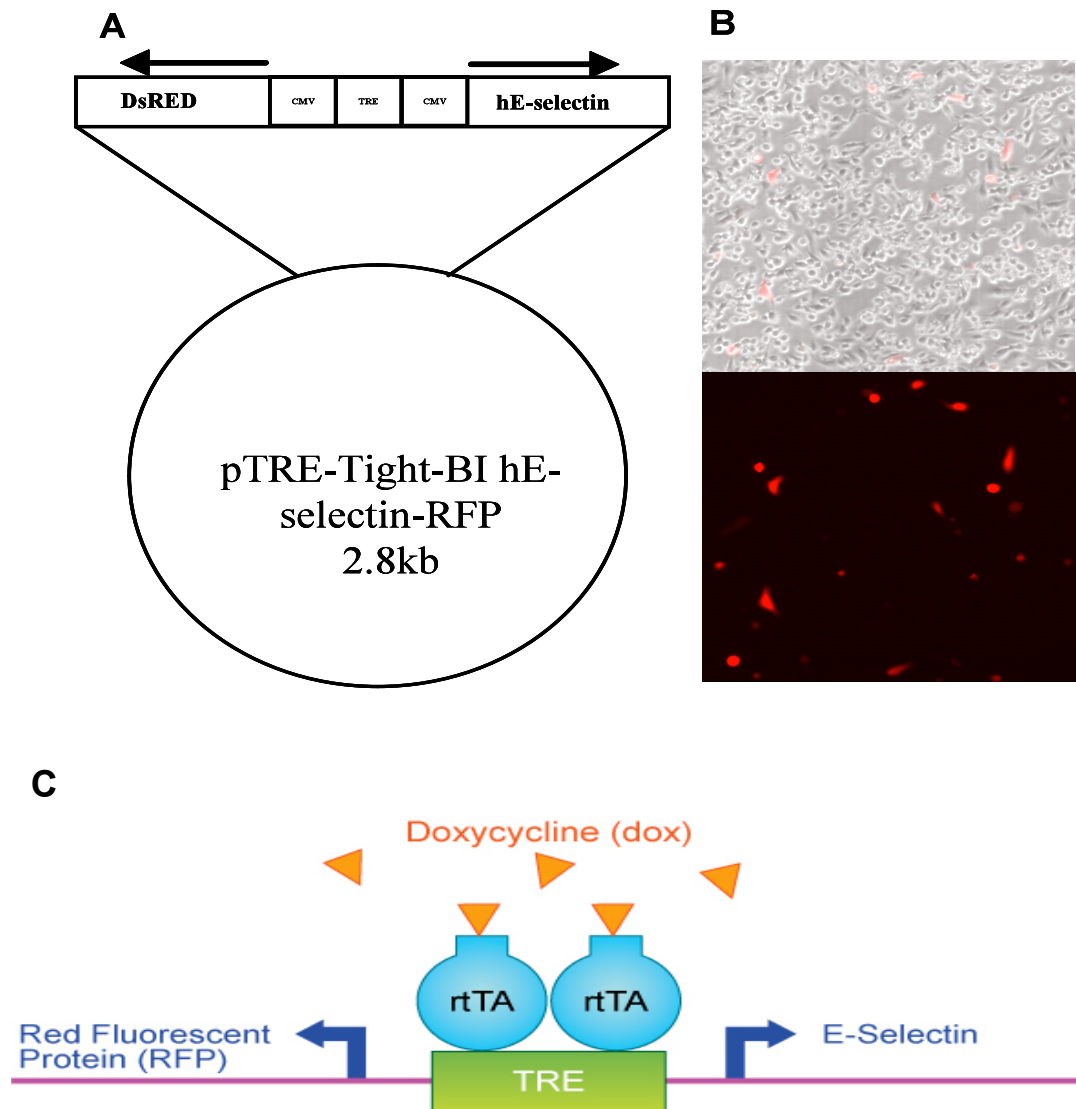 A
DsRED
CMV
TRE
CMV
hE-selectin
pTRE-Tight-BI hE-
selectin-RFP
2.8kb
B
C
Doxycycline (dox)
rtTA
rtTA
Red Fluorescent
Protein (RFP)
E-Selectin
TRE